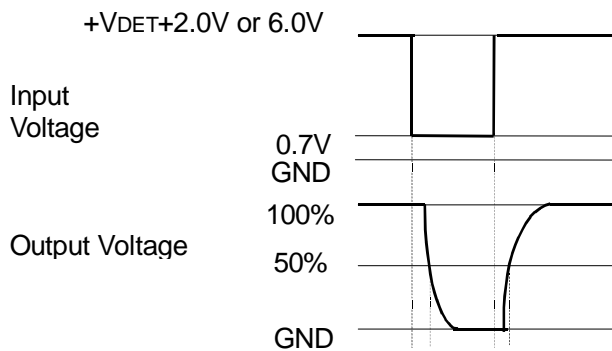 +VDET+2.0V or 6.0V
Input
Voltage
0.7V
GND
100%
Output Voltage
50%
GND